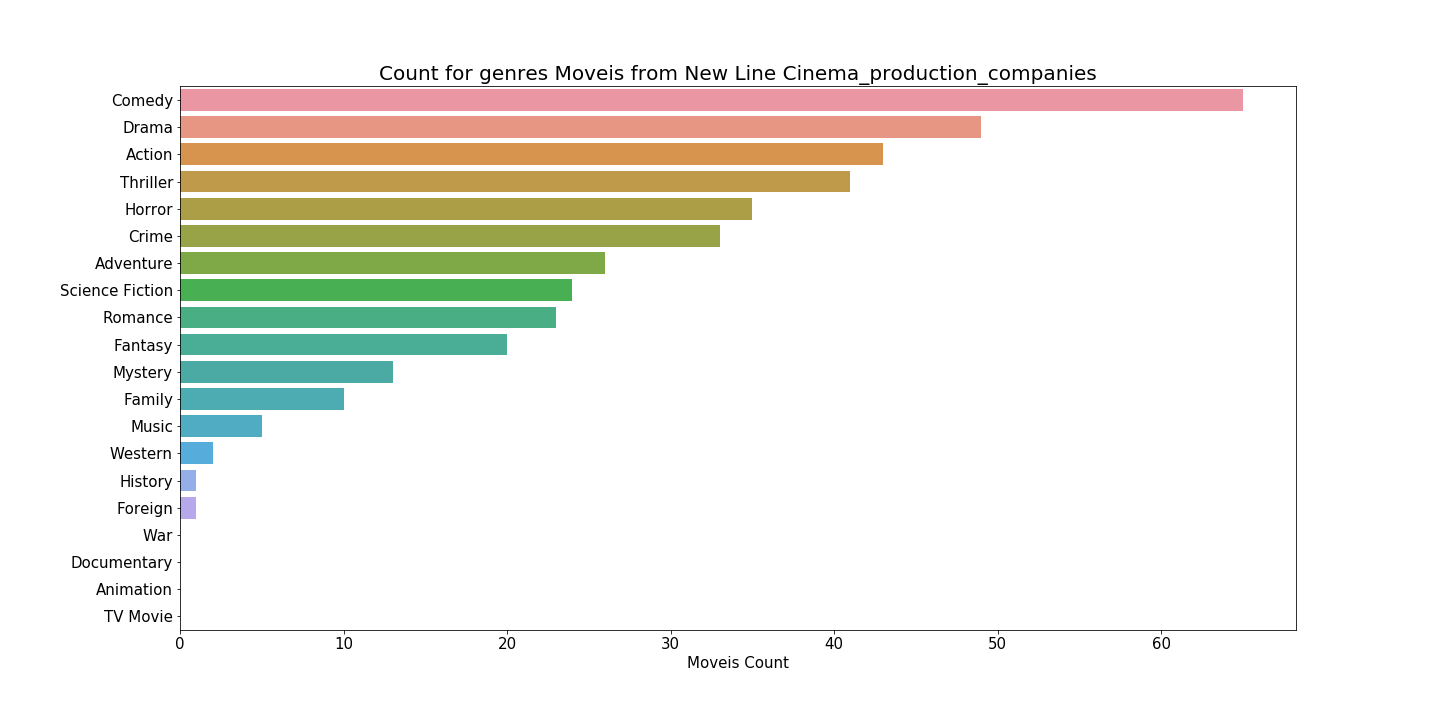 Count for genres Moveis from New Line Cinema_production_companies
Comedy
Drama
Action
Thriller
Horror
Crime
Adventure
Science Fiction
Romance
Fantasy
Mystery
Family
Music
Western
History
Foreign
War
Documentary
Animation
TV Movie
0 10 20 30 40 50 60
Moveis Count